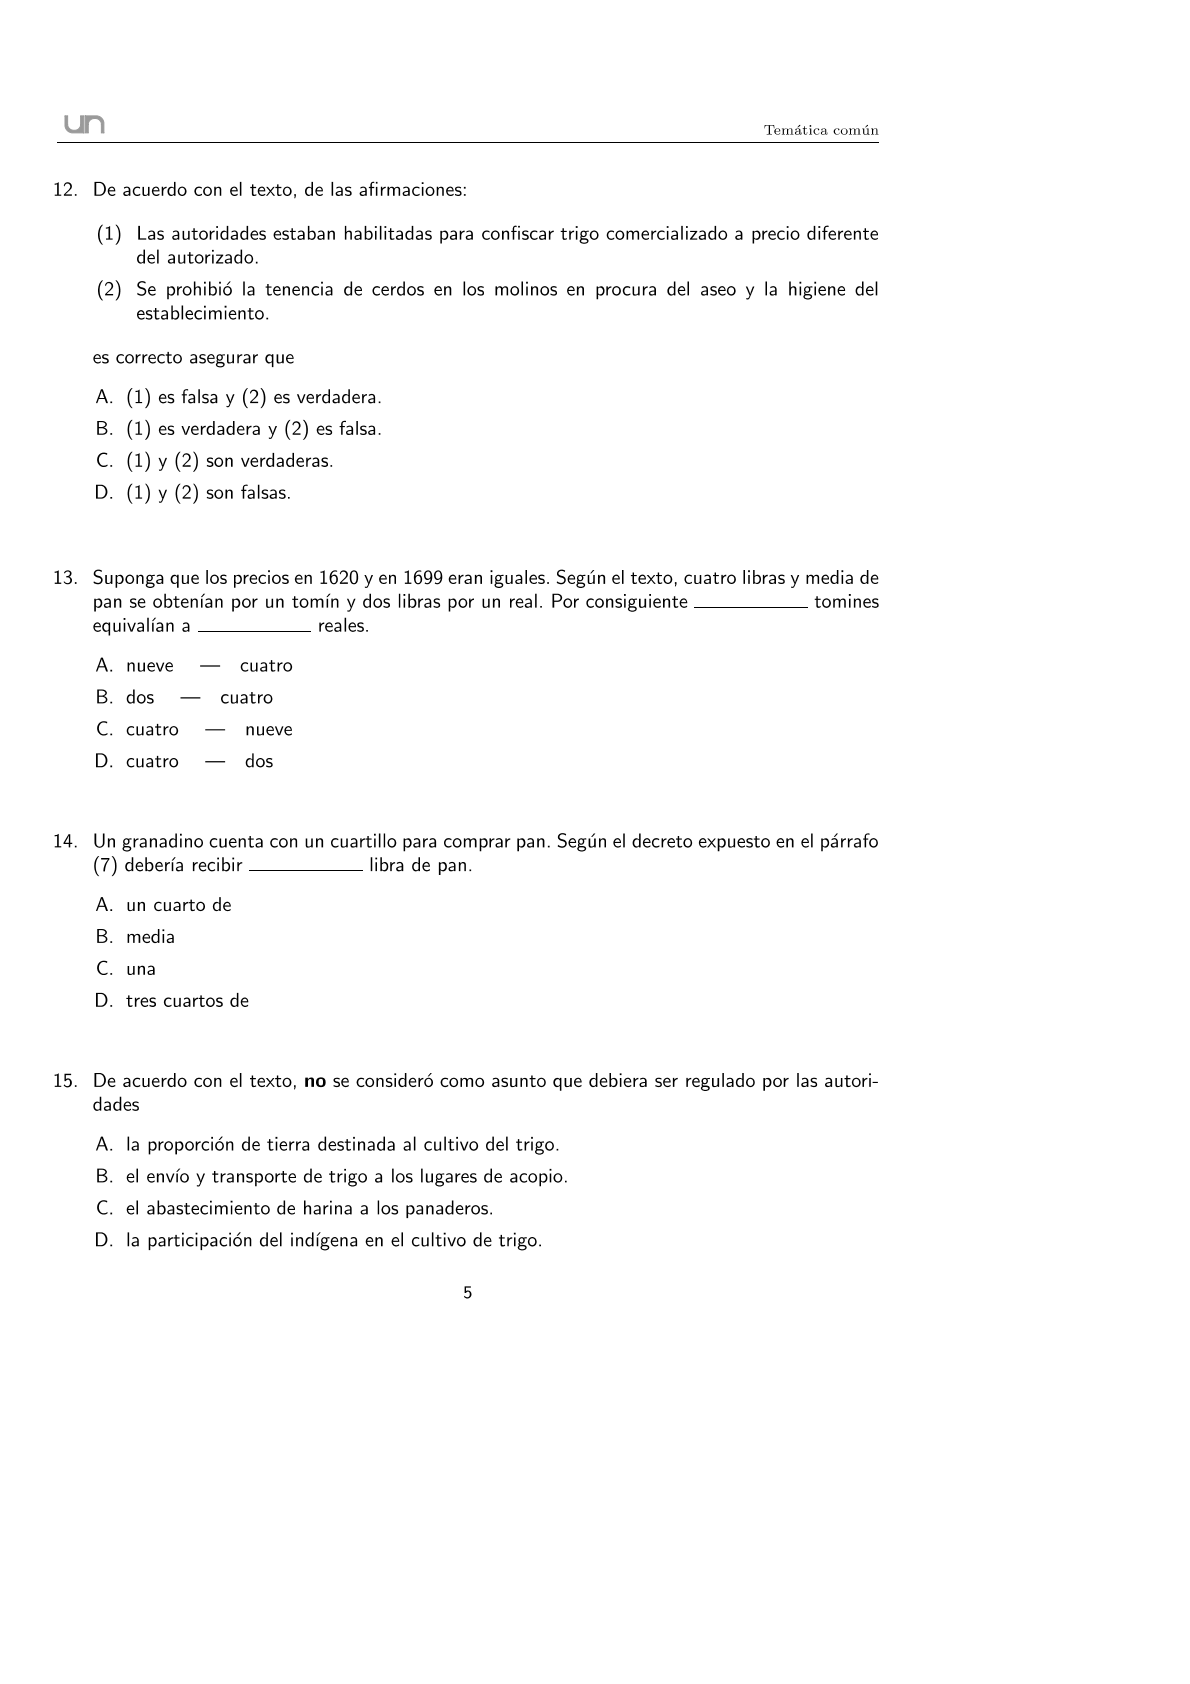 un
Temática común
12. De acuerdo con el texto, de las afirmaciones:
(1) Las autoridades estaban habilitadas para confiscar trigo comercializado a precio diferente
del autorizado.
(2) Se prohibió la tenencia de cerdos en los molinos en procura del aseo y la higiene del
establecimiento.
es correcto asegurar que
A. (1) es falsa y (2) es verdadera.
B. (1) es verdadera y (2) es falsa.
C. (1) y (2) son verdaderas.
D. (1) y (2) son falsas.
13. Suponga que los precios en 1620 y en 1699 eran iguales. Según el texto, cuatro libras y media de
pan se obtenían por un tomín y dos libras por un real. Por consiguiente ___________ tomines
equivalían a ___________ reales.
A. nueve — cuatro
B. dos — cuatro
C. cuatro — nueve
D. cuatro — dos
14. Un granadino cuenta con un cuartillo para comprar pan. Según el decreto expuesto en el párrafo
(7) debería recibir ___________ libra de pan.
A. un cuarto de
B. media
C. una
D. tres cuartos de
15. De acuerdo con el texto, no se consideró como asunto que debiera ser regulado por las autori-
dades
A. la proporción de tierra destinada al cultivo del trigo.
B. el envío y transporte de trigo a los lugares de acopio.
C. el abastecimiento de harina a los panaderos.
D. la participación del indígena en el cultivo de trigo.
5